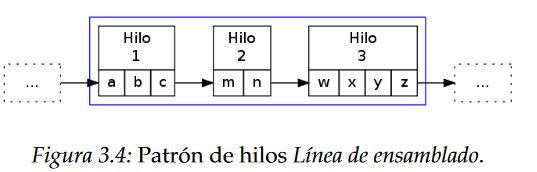 Hilo 1
Hilo 2
Hilo 3
... a b c m n w x y z ...
Figura 3.4: Patrón de hilos Línea de ensamblado.